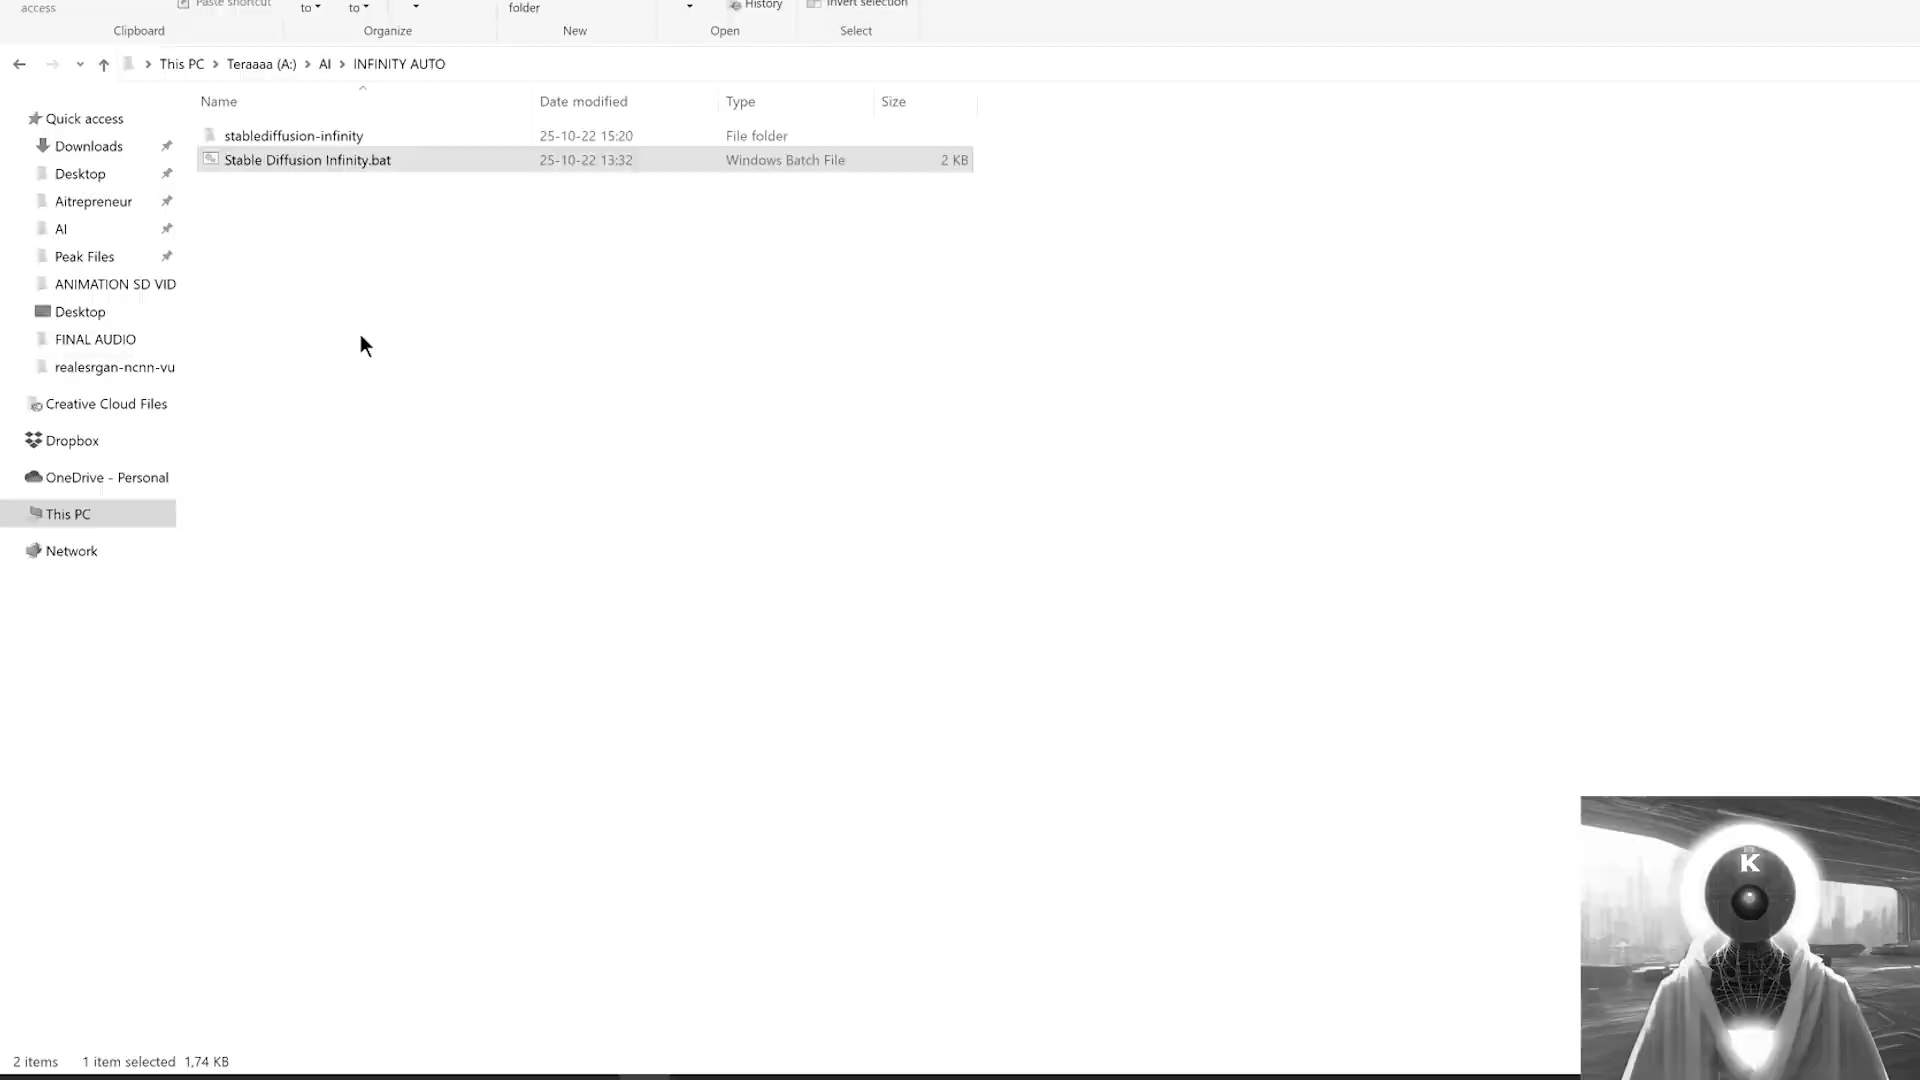 access
Paste shortcut
to
to
folder
History
Invert selection
Clipboard
Organize
New
Open
Select
This PC
Teraaaa (A:)
AI
INFINITY AUTO
Name
Date modified
Type
Size
stablediffusion-infinity
25-10-22 15:20
File folder
Stable Diffusion Infinity.bat
25-10-22 13:32
Windows Batch File
2 KB
Quick access
Downloads
Desktop
Aitrepreneur
AI
Peak Files
ANIMATION SD VID
Desktop
FINAL AUDIO
realesrgan-ncnn-vu
Creative Cloud Files
Dropbox
OneDrive - Personal
This PC
Network
K
2 items
1 item selected 1,74 KB